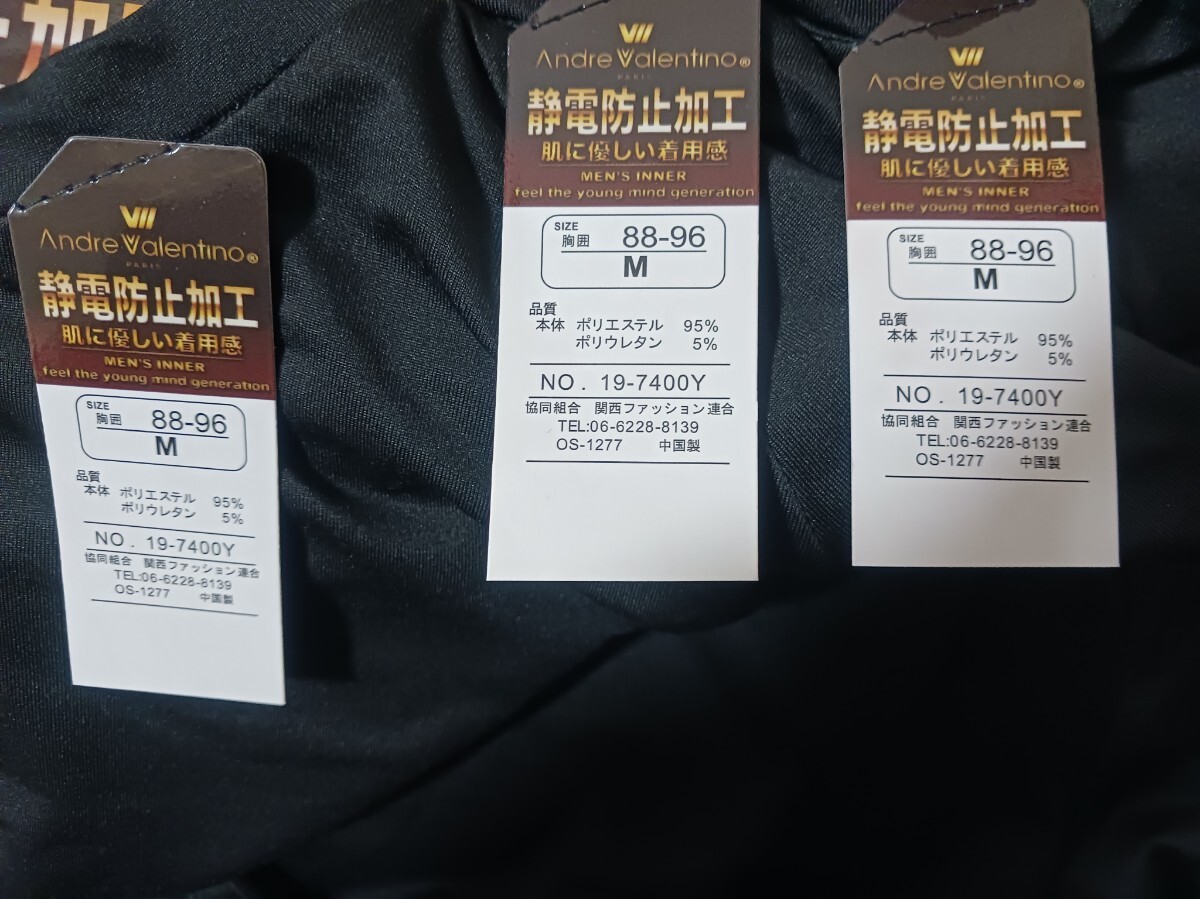 止加
VII
Andre Valentino®
PARIS
静電防止加工
肌に優しい着用感
MEN'S INNER
feel the young mind generation
SIZE
胸囲 88-96
M
品質
本体 ポリエステル 95%
ポリウレタン 5%
NO. 19-7400Y
協同組合 関西ファッション連合
TEL:06-6228-8139
OS-1277 中国製
VII
Andre Valentino®
PARIS
静電防止加工
肌に優しい着用感
MEN'S INNER
feel the young mind generation
SIZE
胸囲 88-96
M
品質
本体 ポリエステル 95%
ポリウレタン 5%
NO. 19-7400Y
協同組合 関西ファッション連合
TEL:06-6228-8139
OS-1277 中国製
VII
Andre Valentino®
PARIS
静電防止加工
肌に優しい着用感
MEN'S INNER
feel the young mind generation
SIZE
胸囲 88-96
M
品質
本体 ポリエステル 95%
ポリウレタン 5%
NO. 19-7400Y
協同組合 関西ファッション連合
TEL:06-6228-8139
OS-1277 中国製